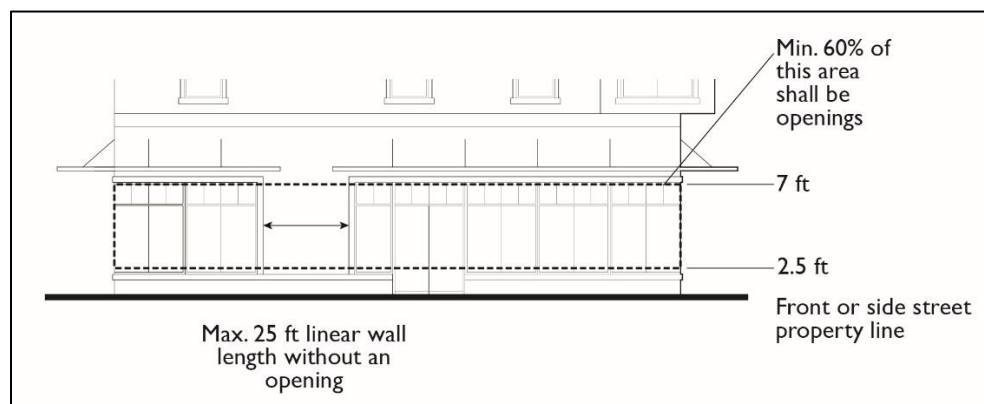 Min. 60% of
this area
shall be
openings
7 ft
2.5 ft
Front or side street
property line
Max. 25 ft linear wall
length without an
opening